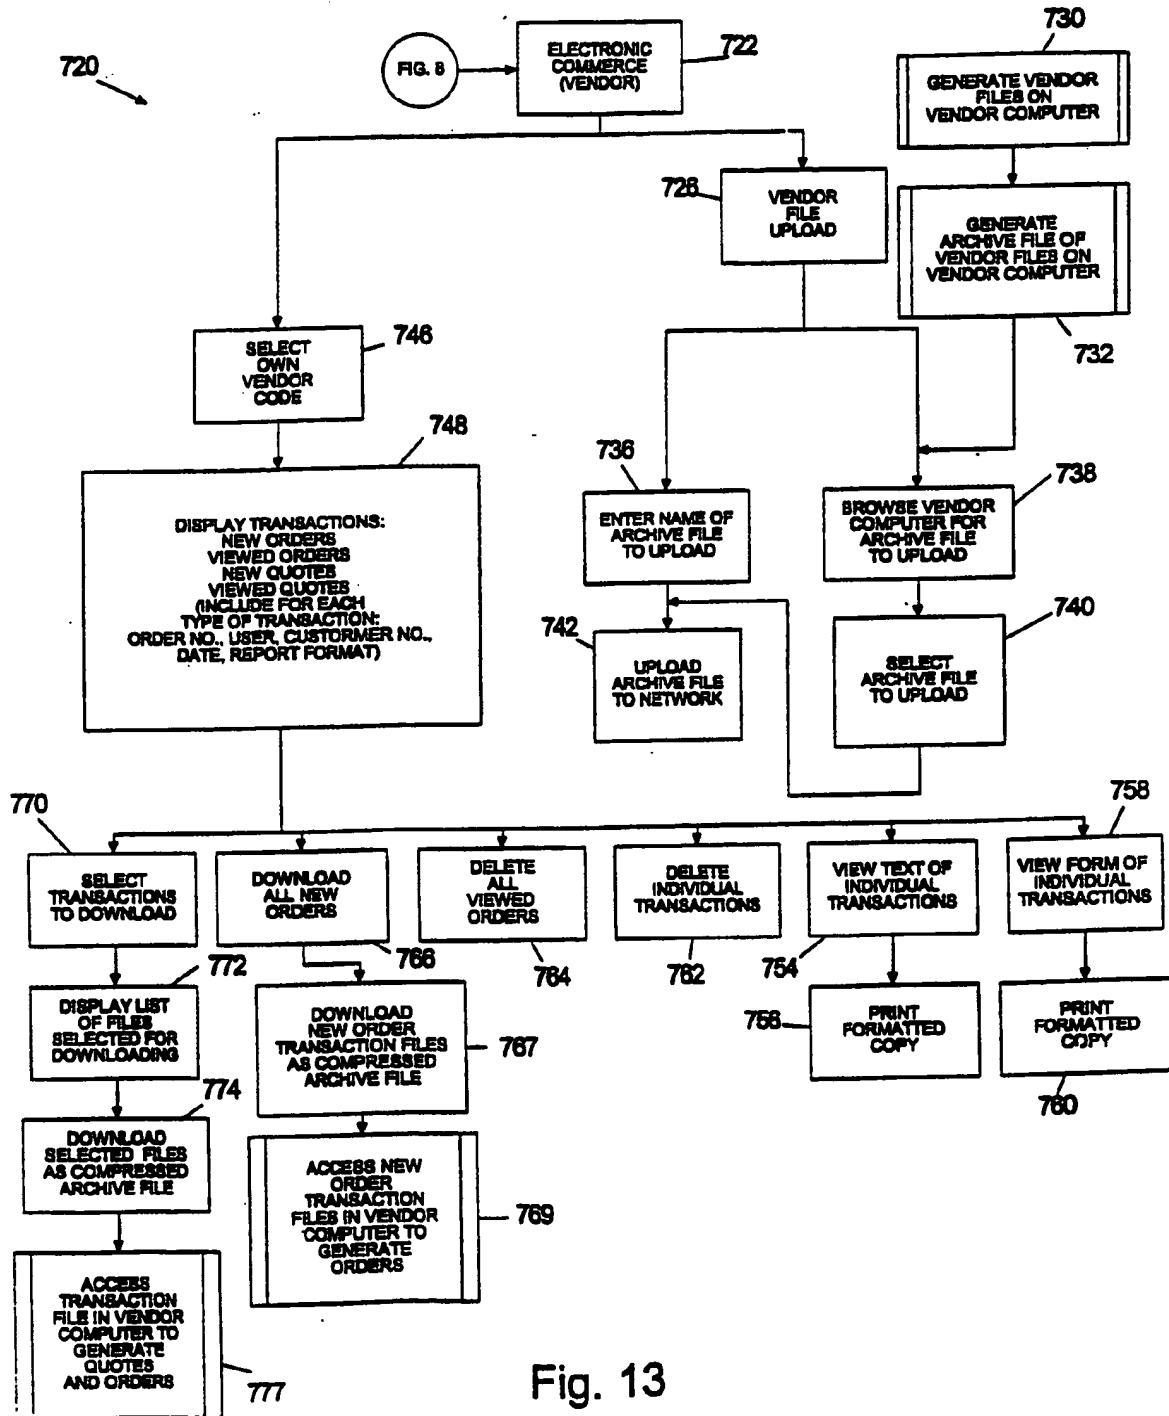 720
FIG. 8
ELECTRONIC
COMMERCE
(VENDOR)
722
730
GENERATE VENDOR
FILES ON
VENDOR COMPUTER
726
VENDOR
FILE
UPLOAD
GENERATE
ARCHIVE FILE OF
VENDOR FILES ON
VENDOR COMPUTER
732
746
SELECT
OWN
VENDOR
CODE
748
DISPLAY TRANSACTIONS:
NEW ORDERS
VIEWED ORDERS
NEW QUOTES
VIEWED QUOTES
(INCLUDE FOR EACH
TYPE OF TRANSACTION:
ORDER NO., USER, CUSTORMER NO.,
DATE, REPORT FORMAT)
736
ENTER NAME OF
ARCHIVE FILE
TO UPLOAD
738
BROWSE VENDOR
COMPUTER FOR
ARCHIVE FILE
TO UPLOAD
742
UPLOAD
ARCHIVE FILE
TO NETWORK
740
SELECT
ARCHIVE FILE
TO UPLOAD
770
SELECT
TRANSACTIONS
TO DOWNLOAD
DOWNLOAD
ALL NEW
ORDERS
766
DELETE
ALL
VIEWED
ORDERS
764
DELETE
INDIVIDUAL
TRANSACTIONS
762
VIEW TEXT OF
INDIVIDUAL
TRANSACTIONS
754
758
VIEW FORM OF
INDIVIDUAL
TRANSACTIONS
772
DISPLAY LIST
OF FILES
SELECTED FOR
DOWNLOADING
DOWNLOAD
NEW ORDER
TRANSACTION FILES
AS COMPRESSED
ARCHIVE FILE
767
756
PRINT
FORMATTED
COPY
PRINT
FORMATTED
COPY
760
774
DOWNLOAD
SELECTED FILES
AS COMPRESSED
ARCHIVE FILE
ACCESS NEW
ORDER
TRANSACTION
FILES IN VENDOR
COMPUTER TO
GENERATE
ORDERS
769
ACCESS
TRANSACTION
FILE IN VENDOR
COMPUTER TO
GENERATE
QUOTES
AND ORDERS
777
Fig. 13